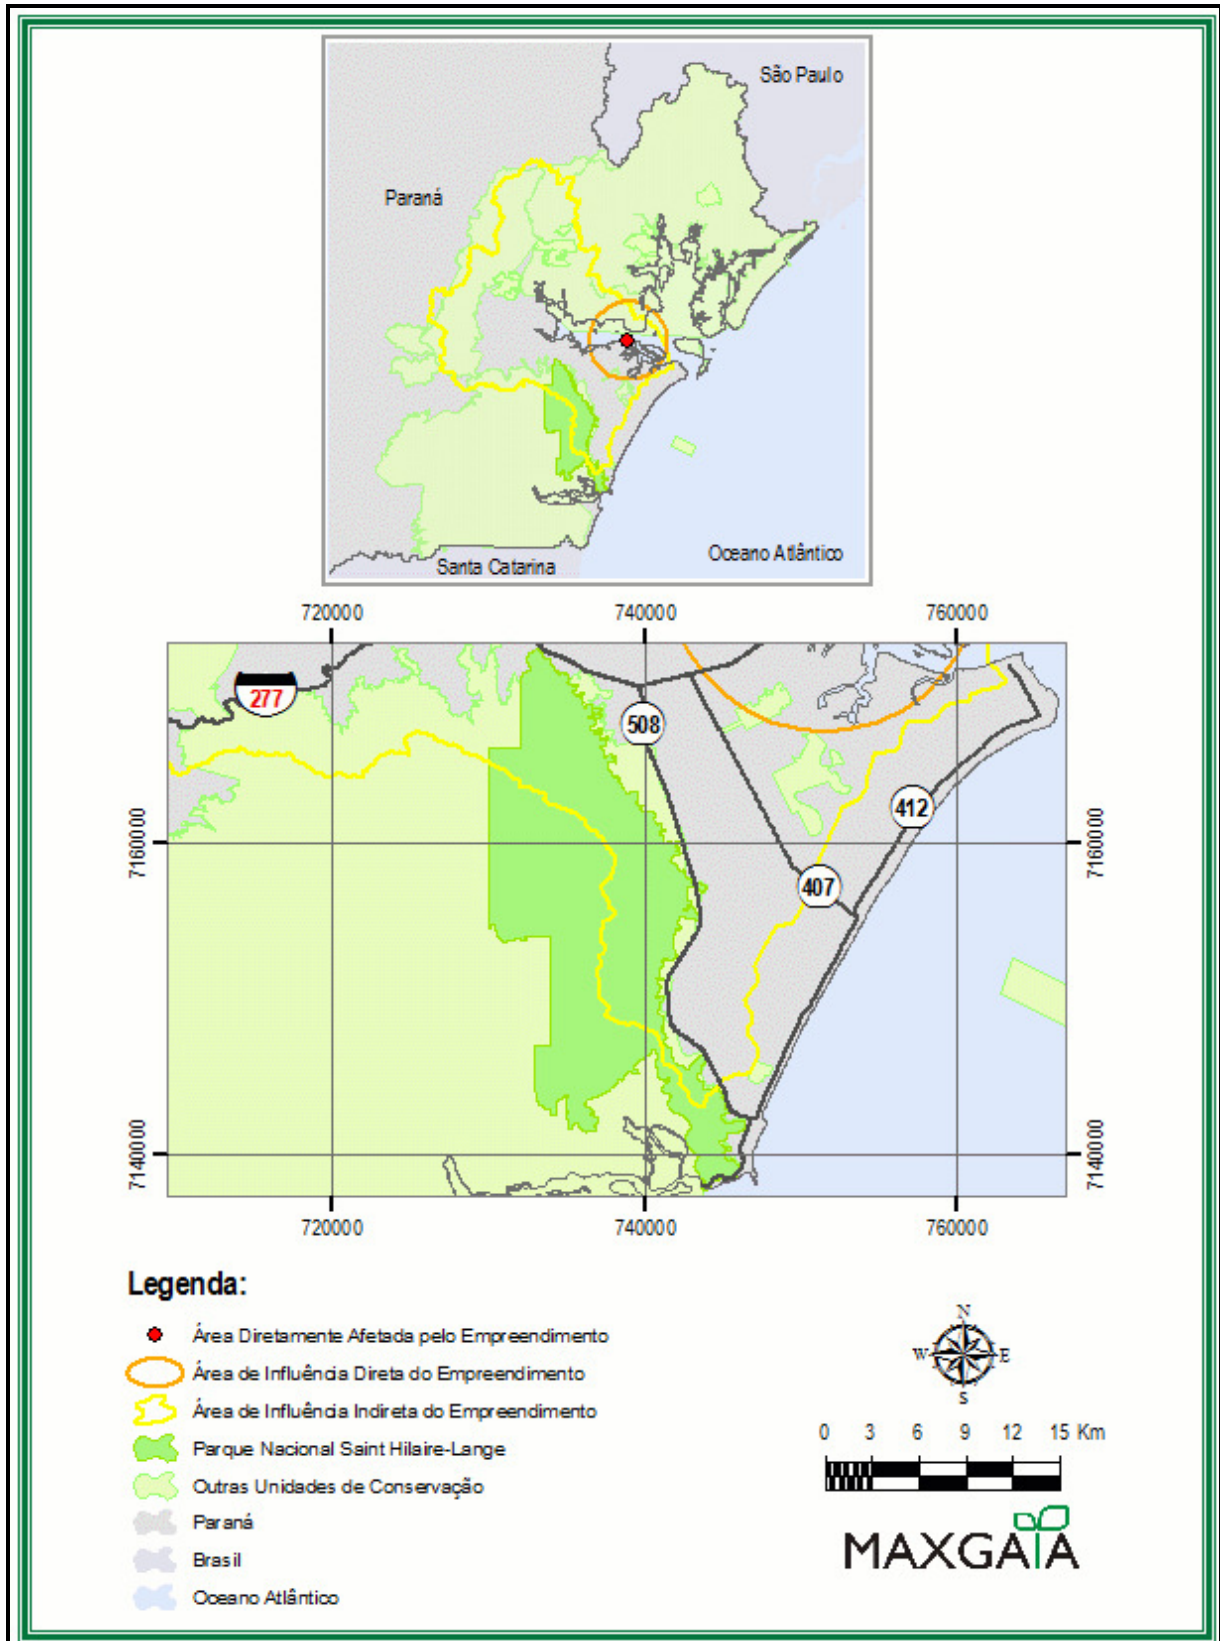 São Paulo
Paraná
Oceano Atlântico
Santa Catarina
720000 740000 760000
277
508
412
7160000 7160000
407
7140000 7140000
720000 740000 760000
Legenda:
Área Diretamente Afetada pelo Empreendimento
Área de Influência Direta do Empreendimento
Área de Influência Indireta do Empreendimento
Parque Nacional Saint Hilaire-Lange
Outras Unidades de Conservação
Paraná
Brasil
Oceano Atlântico
N
W E
S
0 3 6 9 12 15 Km
MAXGAIA